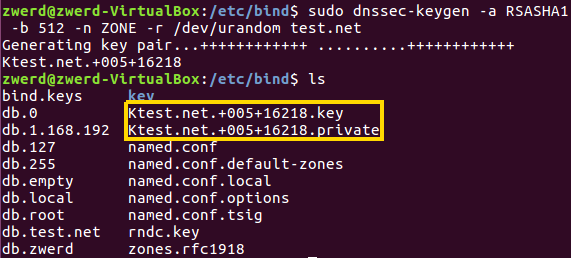 zwerd@zwerd-VirtualBox:/etc/bind$ sudo dnssec-keygen -a RSASHA1
-b 512 -n ZONE -r /dev/urandom test.net
Generating key pair...++++++++++++ ..........++++++++++++
Ktest.net.+005+16218
zwerd@zwerd-VirtualBox:/etc/bind$ ls
bind.keys key
db.0 Ktest.net.+005+16218.key
db.1.168.192 Ktest.net.+005+16218.private
db.127 named.conf
db.255 named.conf.default-zones
db.empty named.conf.local
db.local named.conf.options
db.root named.conf.tsig
db.test.net rndc.key
db.zwerd zones.rfc1918